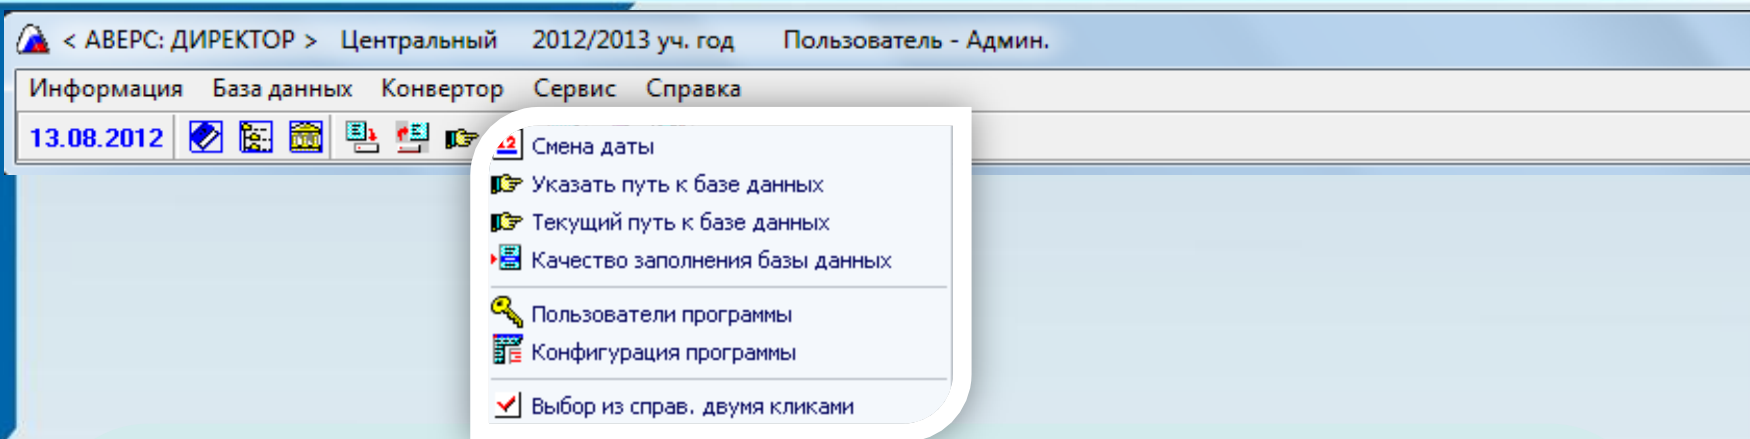 < АВЕРС: ДИРЕКТОР > Центральный 2012/2013 уч. год Пользователь - Админ.
Информация База данных Конвертор Сервис Справка
13.08.2012
Смена даты
Указать путь к базе данных
Текущий путь к базе данных
Качество заполнения базы данных
Пользователи программы
Конфигурация программы
Выбор из справ. двумя кликами